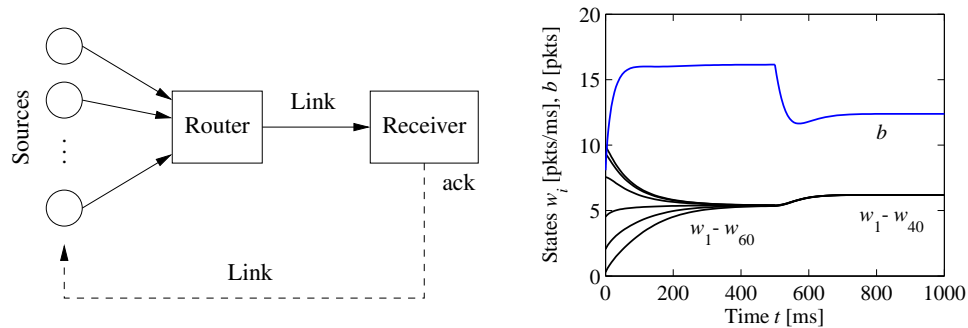 Sources
...
Router
Link
Receiver
ack
Link
States w_i [pkts/ms], b [pkts]
20
15
10
5
0
b
w_1 - w_60
w_1 - w_40
0 200 400 600 800 1000
Time t [ms]